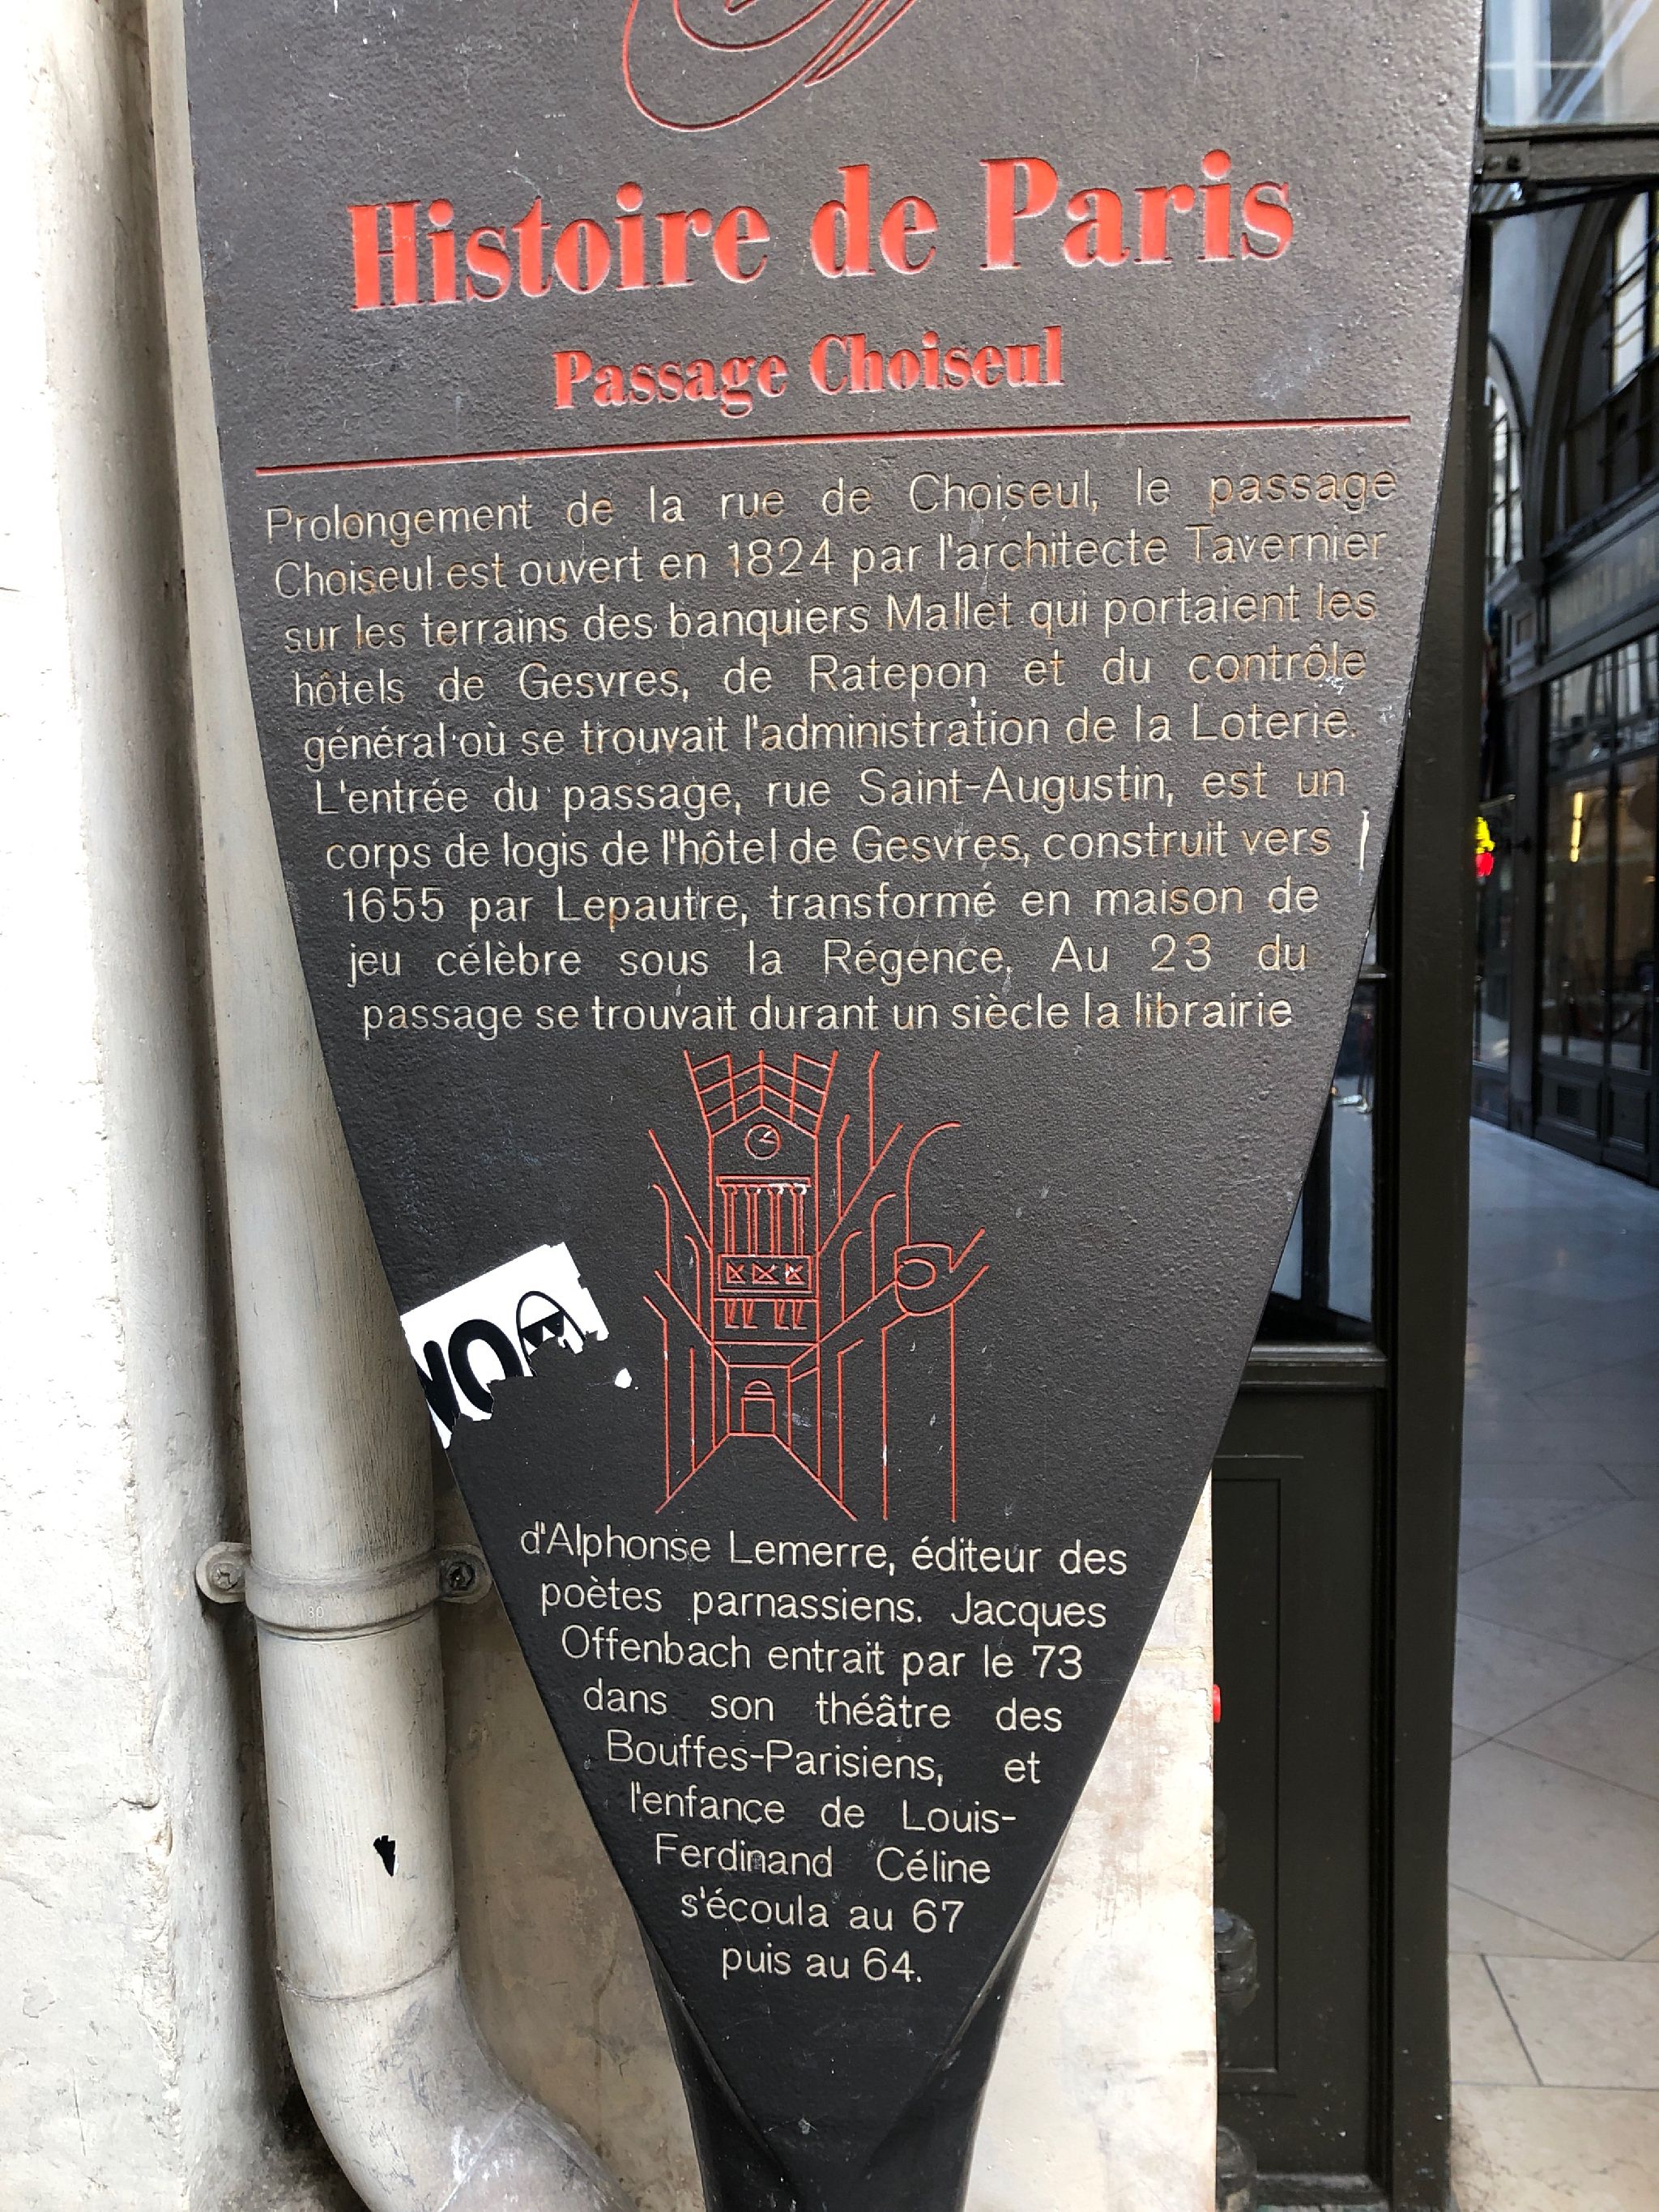 Histoire de Paris
Passage Choiseul
Prolongement de la rue de Choiseul, le passage
Choiseul est ouvert en 1824 par l'architecte Tavernier
sur les terrains des banquiers Mallet qui portaient les
hôtels de Gesvres, de Ratepon et du contrôle
général où se trouvait l'administration de la Loterie.
L'entrée du passage, rue Saint-Augustin, est un
corps de logis de l'hôtel de Gesvres, construit vers
1655 par Lepautre, transformé en maison de
jeu célèbre sous la Régence. Au 23 du
passage se trouvait durant un siècle la librairie
d'Alphonse Lemerre, éditeur des
poètes parnassiens. Jacques
Offenbach entrait par le 73
dans son théâtre des
Bouffes-Parisiens, et
l'enfance de Louis-
Ferdinand Céline
s'écoula au 67
puis au 64.
80